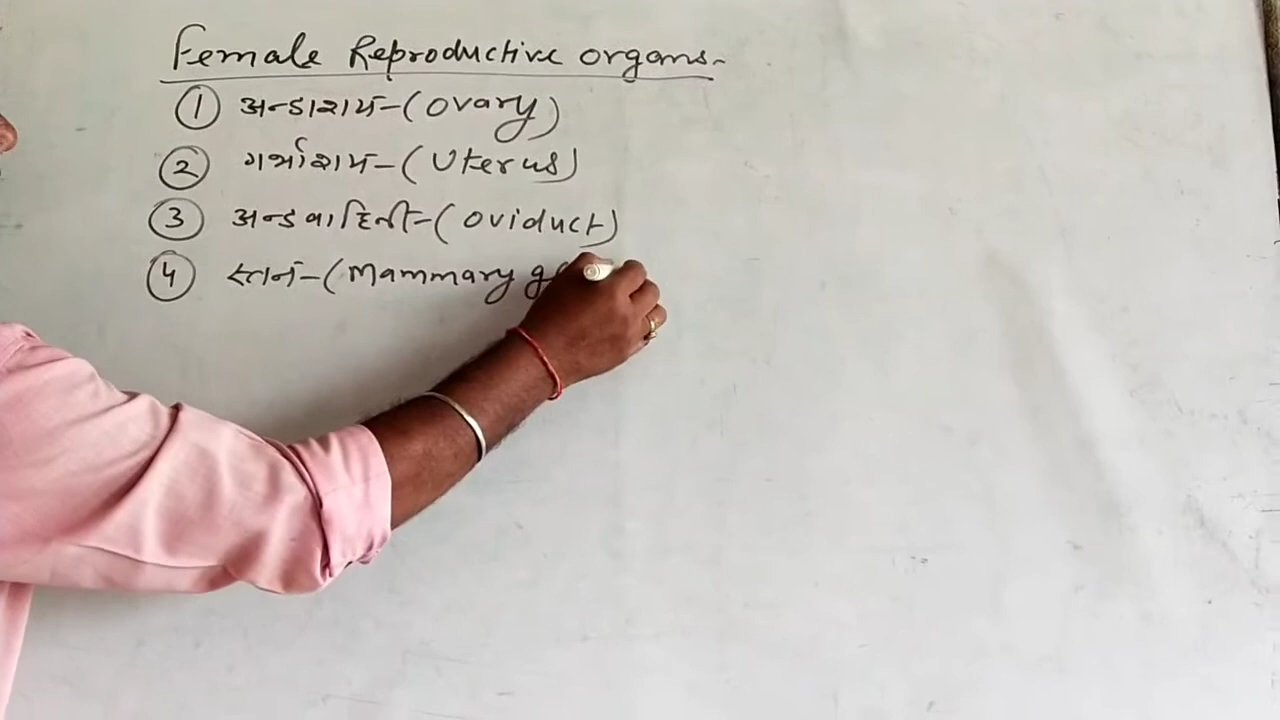 Female Reproductive organs-
① अन्डाशय-(Ovary)
② गर्भाशय-(Uterus)
③ अन्डवाहिनी-(Oviduct)
④ स्तन-(Mammary